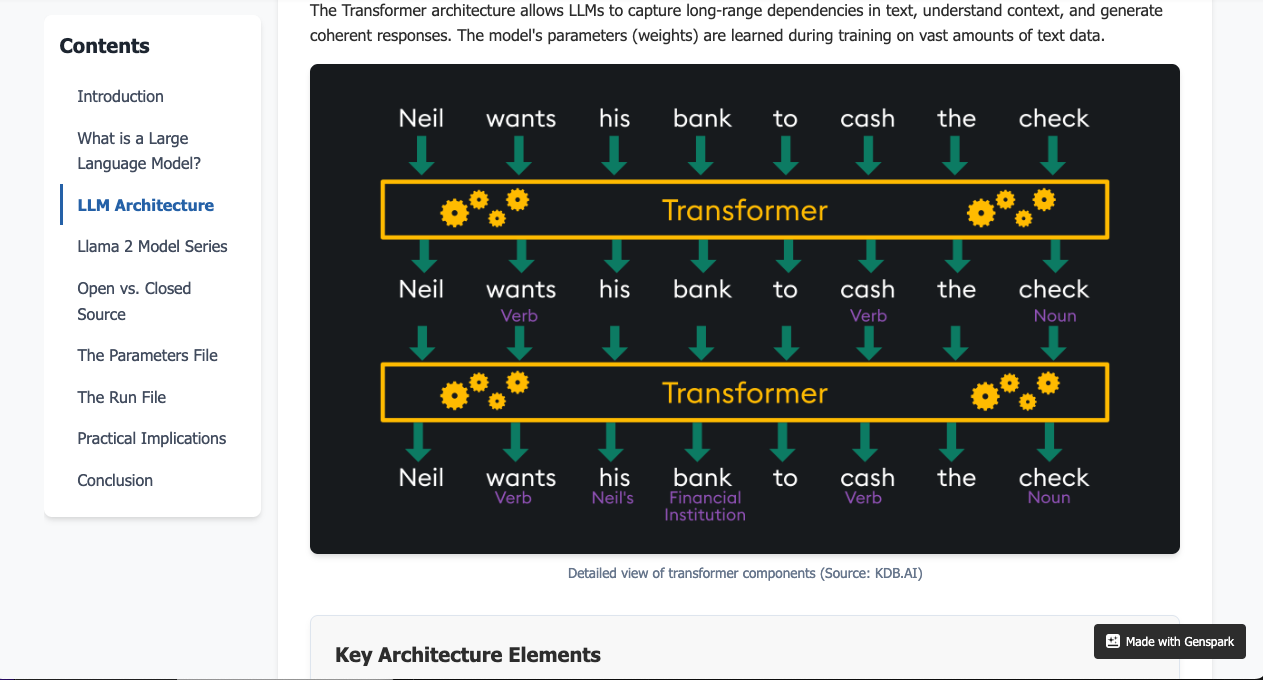 Contents
Introduction
What is a Large
Language Model?
LLM Architecture
Llama 2 Model Series
Open vs. Closed
Source
The Parameters File
The Run File
Practical Implications
Conclusion
The Transformer architecture allows LLMs to capture long-range dependencies in text, understand context, and generate
coherent responses. The model's parameters (weights) are learned during training on vast amounts of text data.
Neil wants his bank to cash the check
Transformer
Neil wants his bank to cash the check
Verb Verb Noun
Transformer
Neil wants his bank to cash the check
Verb Neil's Financial Verb Noun
Institution
Detailed view of transformer components (Source: KDB.AI)
Key Architecture Elements
Made with Genspark